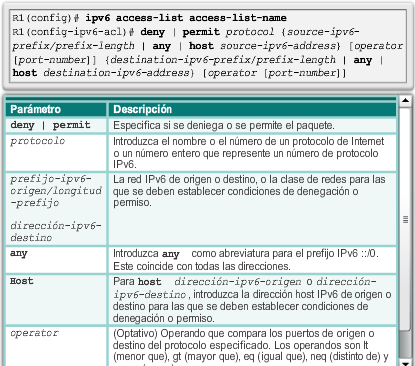 R1(config)# ipv6 access-list access-list-name
R1(config-ipv6-acl)# deny | permit protocol {source-ipv6-
prefix/prefix-length | any | host source-ipv6-address} [operator
[port-number]] {destination-ipv6-prefix/prefix-length | any |
host destination-ipv6-address} [operator [port-number]]
Parámetro Descripción
deny | permit Especifica si se deniega o se permite el paquete.
protocolo Introduzca el nombre o el número de un protocolo de Internet
o un número entero que represente un número de protocolo
IPv6.
prefijo-ipv6- La red IPv6 de origen o destino, o la clase de redes para las
origen/longitud que se deben establecer condiciones de denegación o
-prefijo permiso.
dirección-ipv6-
destino
any Introduzca any como abreviatura para el prefijo IPv6 ::/0.
Este coincide con todas las direcciones.
Host Para host dirección-ipv6-origen o dirección-
ipv6-destino, introduzca la dirección host IPv6 de origen o
destino para las que se deben establecer condiciones de
denegación o permiso.
operator (Optativo) Operando que compara los puertos de origen o
destino del protocolo especificado. Los operandos son lt
(menor que), gt (mayor que), eq (igual que), neq (distinto de) y